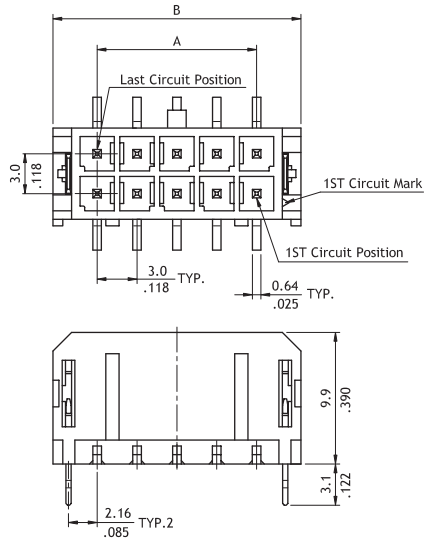 B
A
Last Circuit Position
3.0
.118
1ST Circuit Mark
1ST Circuit Position
3.0
.118
TYP.
0.64
.025
TYP.
9.9
.390
3.1
.122
2.16
.085
TYP.2